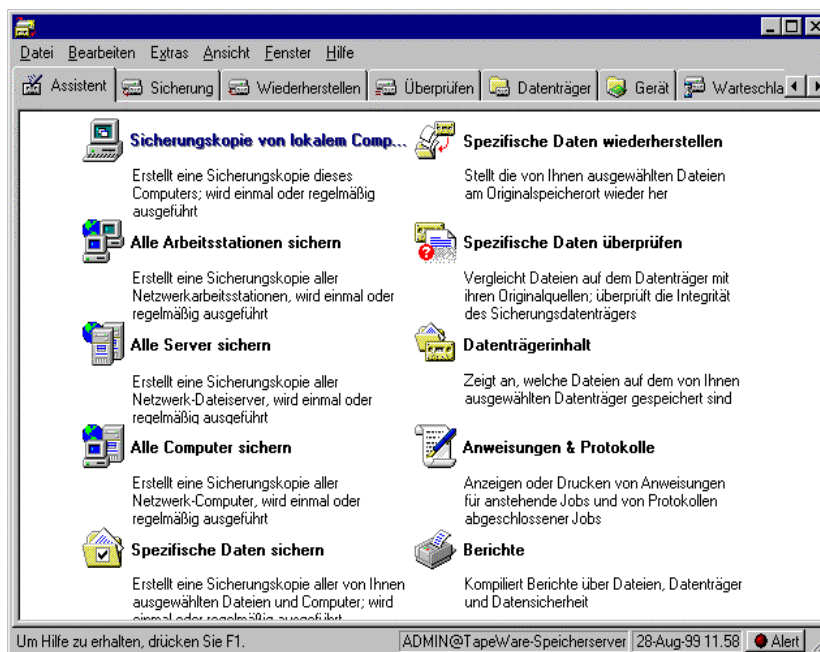 Datei Bearbeiten Extras Ansicht Fenster Hilfe
Assistent Sicherung Wiederherstellen Überprüfen Datenträger Gerät Warteschla
Sicherungskopie von lokalem Comp...
Erstellt eine Sicherungskopie dieses
Computers; wird einmal oder regelmäßig
ausgeführt
Alle Arbeitsstationen sichern
Erstellt eine Sicherungskopie aller
Netzwerkarbeitsstationen, wird einmal oder
regelmäßig ausgeführt
Alle Server sichern
Erstellt eine Sicherungskopie aller
Netzwerk-Dateiserver, wird einmal oder
regelmäßig ausgeführt
Alle Computer sichern
Erstellt eine Sicherungskopie aller
Netzwerk-Computer, wird einmal oder
regelmäßig ausgeführt
Spezifische Daten sichern
Erstellt eine Sicherungskopie aller von Ihnen
ausgewählten Dateien und Computer; wird
einmal oder regelmäßig ausgeführt
Spezifische Daten wiederherstellen
Stellt die von Ihnen ausgewählten Dateien
am Originalspeicherort wieder her
Spezifische Daten überprüfen
Vergleicht Dateien auf dem Datenträger mit
ihren Originalquellen; überprüft die Integrität
des Sicherungsdatenträgers
Datenträgerinhalt
Zeigt an, welche Dateien auf dem von Ihnen
ausgewählten Datenträger gespeichert sind
Anweisungen & Protokolle
Anzeigen oder Drucken von Anweisungen
für anstehende Jobs und von Protokollen
abgeschlossener Jobs
Berichte
Kompiliert Berichte über Dateien, Datenträger
und Datensicherheit
Um Hilfe zu erhalten, drücken Sie F1. ADMIN@TapeWare-Speicherserver 28-Aug-99 11.58 Alert